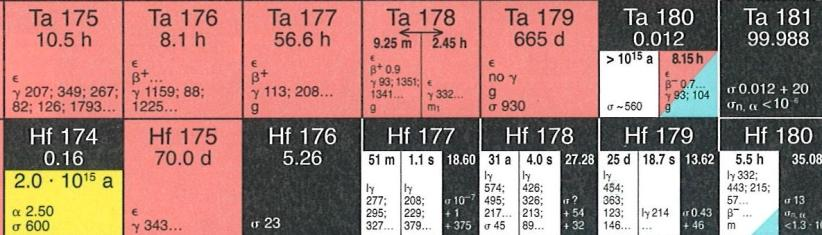 Ta 175
10.5 h
ϵ
γ 207; 349; 267;
82; 126; 1793...
Ta 176
8.1 h
ϵ
β⁺...
γ 1159; 88;
1225...
Ta 177
56.6 h
ϵ
β⁺
γ 113; 208...
g
Ta 178
9.25 m
ϵ
β⁺ 0.9
γ 93; 1351;
1341...
g
2.45 h
ϵ
γ 332...
m₁
Ta 179
665 d
ϵ
no γ
g
σ 930
Ta 180
0.012
> 10¹⁵ a
σ ~560
8.15 h
ϵ
β⁻ 0.7...
γ 93; 104
g
Ta 181
99.988
σ 0.012 + 20
σn, α <10⁻⁶
Hf 174
0.16
2.0 · 10¹⁵ a
α 2.50
σ 600
Hf 175
70.0 d
ϵ
γ 343...
Hf 176
5.26
σ 23
Hf 177
51 m
Iγ
277;
295;
327...
1.1 s
Iγ
208;
229;
379...
18.60
σ 10⁻⁷
+ 1
+ 375
Hf 178
31 a
Iγ
574;
495;
217...
σ 45
4.0 s
Iγ
426;
326;
213;
89...
27.28
σ ?
+ 54
+ 32
Hf 179
25 d
Iγ
454;
363;
123;
146...
18.7 s
Iγ 214
13.62
σ 0.43
+ 46
Hf 180
5.5 h
Iγ 332;
443; 215;
57...
β⁻ ...
m
35.08
σ 13
σn, α